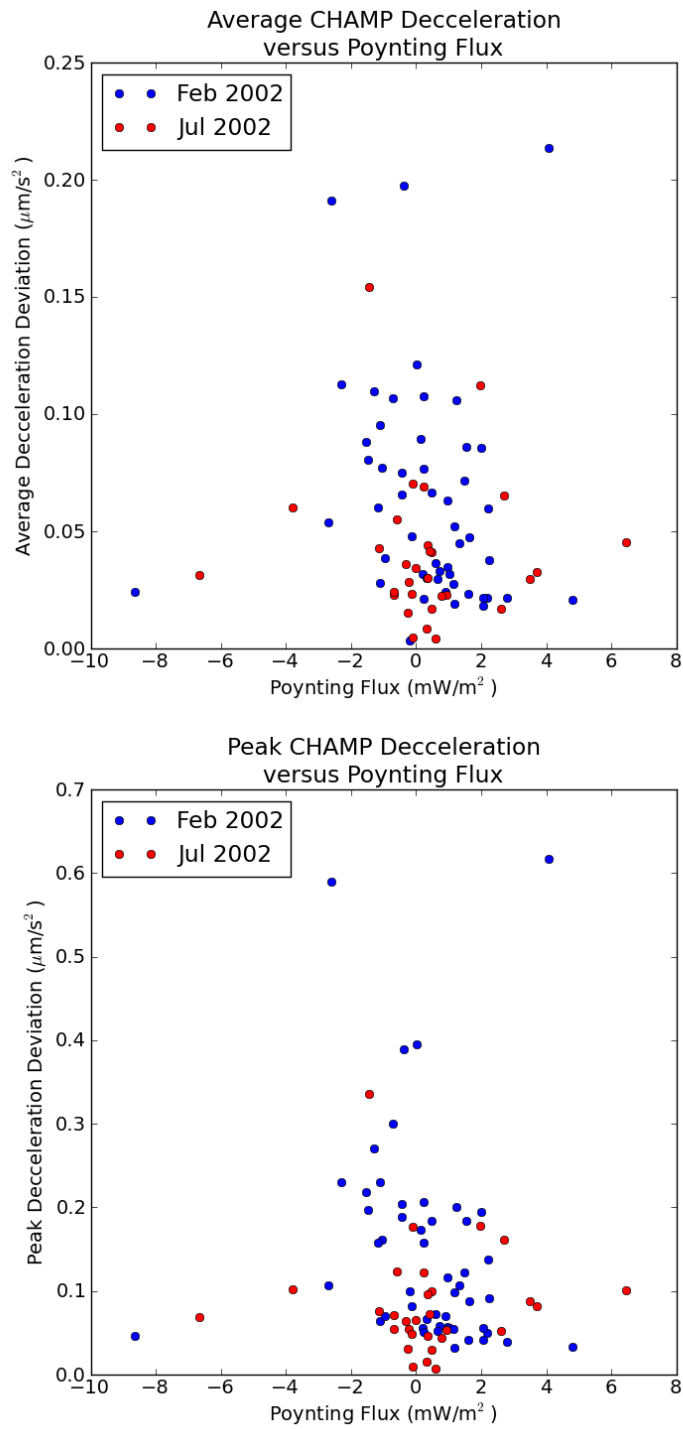 Average CHAMP Decceleration
versus Poynting Flux
0.25
0.20
0.15
0.10
0.05
0.00
Average Decceleration Deviation (μm/s²)
Feb 2002
Jul 2002
−10 −8 −6 −4 −2 0 2 4 6 8
Poynting Flux (mW/m²)
Peak CHAMP Decceleration
versus Poynting Flux
0.7
0.6
0.5
0.4
0.3
0.2
0.1
0.0
Peak Decceleration Deviation (μm/s²)
Feb 2002
Jul 2002
−10 −8 −6 −4 −2 0 2 4 6 8
Poynting Flux (mW/m²)